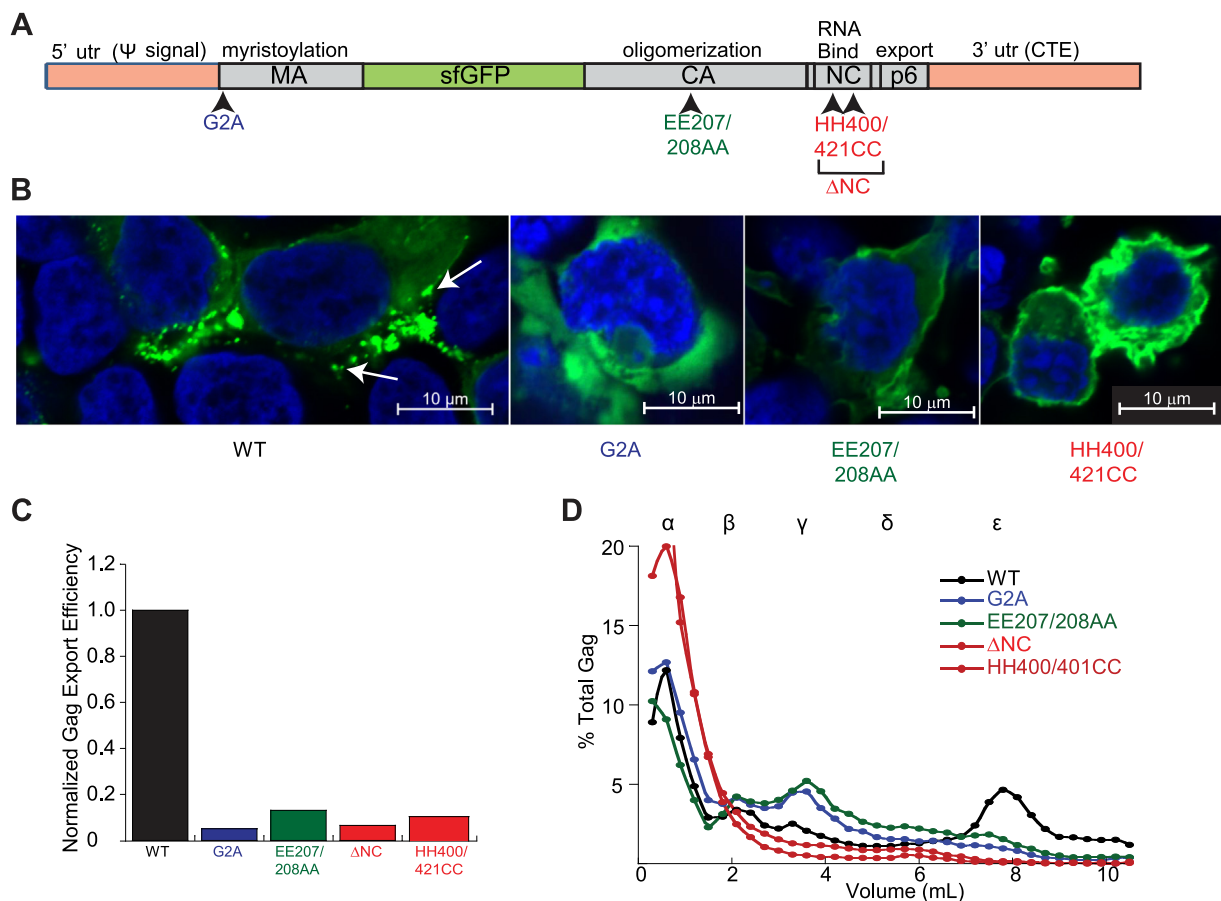 A
5' utr (Ψ signal)
myristoylation
oligomerization
RNA
Bind
export
3' utr (CTE)
MA
sfGFP
CA
NC
p6
G2A
EE207/
208AA
HH400/
421CC
ΔNC
B
10 μm
10 μm
10 μm
10 μm
WT
G2A
EE207/
208AA
HH400/
421CC
C
Normalized Gag Export Efficiency
1.2
1.0
0.8
0.6
0.4
0.2
0
WT
G2A
EE207/
208AA
ΔNC
HH400/
421CC
D
α
β
γ
δ
ε
% Total Gag
20
15
10
5
WT
G2A
EE207/208AA
ΔNC
HH400/401CC
0
2
4
6
8
10
Volume (mL)